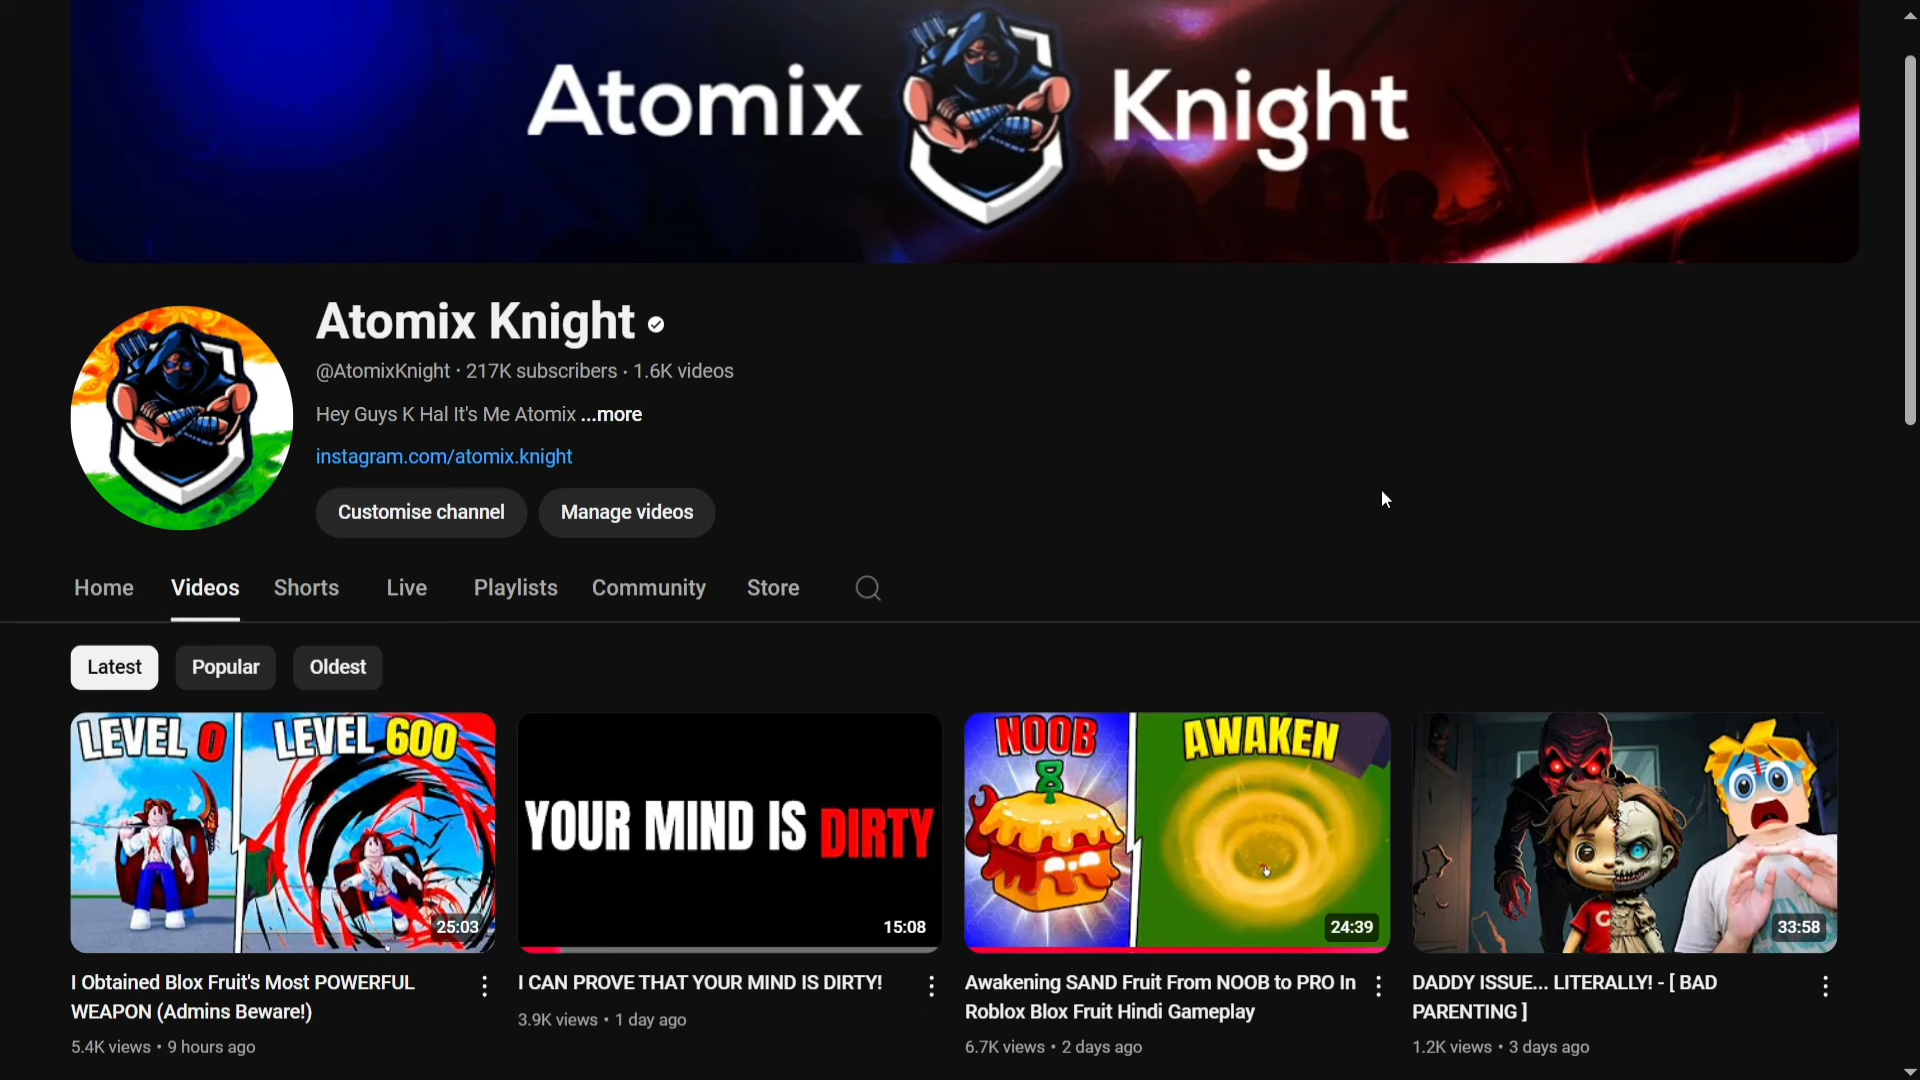 Atomix Knight
Atomix Knight
@AtomixKnight · 217K subscribers · 1.6K videos
Hey Guys K Hal It's Me Atomix ...more
instagram.com/atomix.knight
Customise channel
Manage videos
Home
Videos
Shorts
Live
Playlists
Community
Store
Latest
Popular
Oldest
LEVEL 0
LEVEL 600
25:03
YOUR MIND IS DIRTY
15:08
NOOB
AWAKEN
24:39
C
33:58
I Obtained Blox Fruit's Most POWERFUL
WEAPON (Admins Beware!)
5.4K views • 9 hours ago
I CAN PROVE THAT YOUR MIND IS DIRTY!
3.9K views • 1 day ago
Awakening SAND Fruit From NOOB to PRO In
Roblox Blox Fruit Hindi Gameplay
6.7K views • 2 days ago
DADDY ISSUE... LITERALLY! - [ BAD
PARENTING ]
1.2K views • 3 days ago